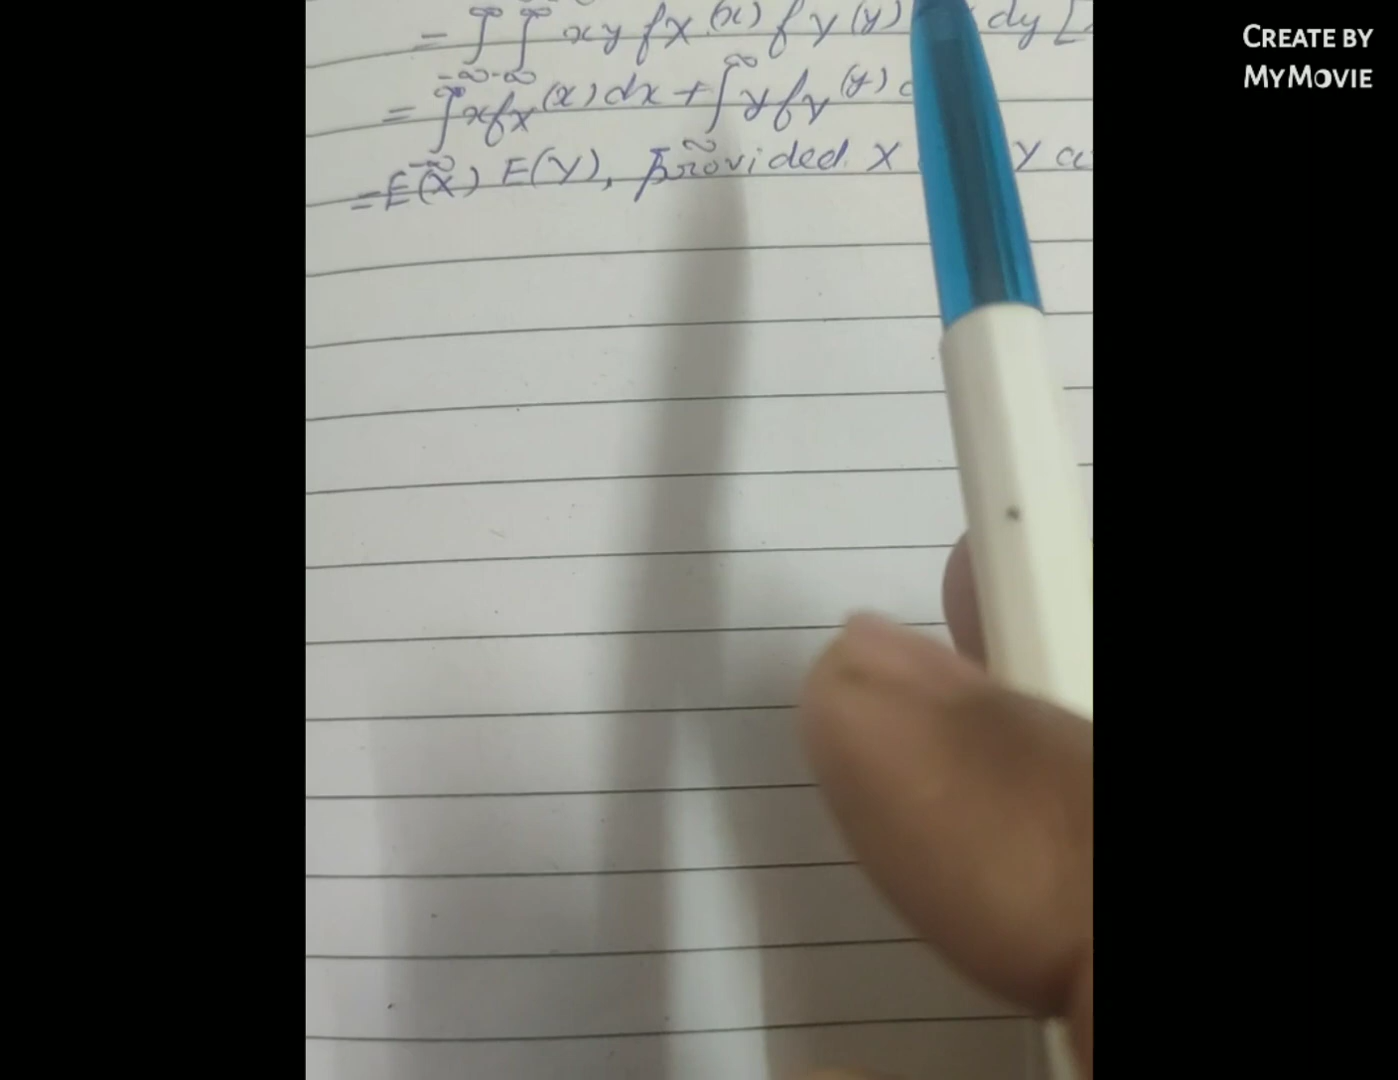 = ∫∫ xy fx(x) fy(y) dy [
-∞ -∞
= ∫ x fx(x) dx + ∫ y fy(y)
= E(X) E(Y), provided X Y
CREATE BY
MYMOVIE